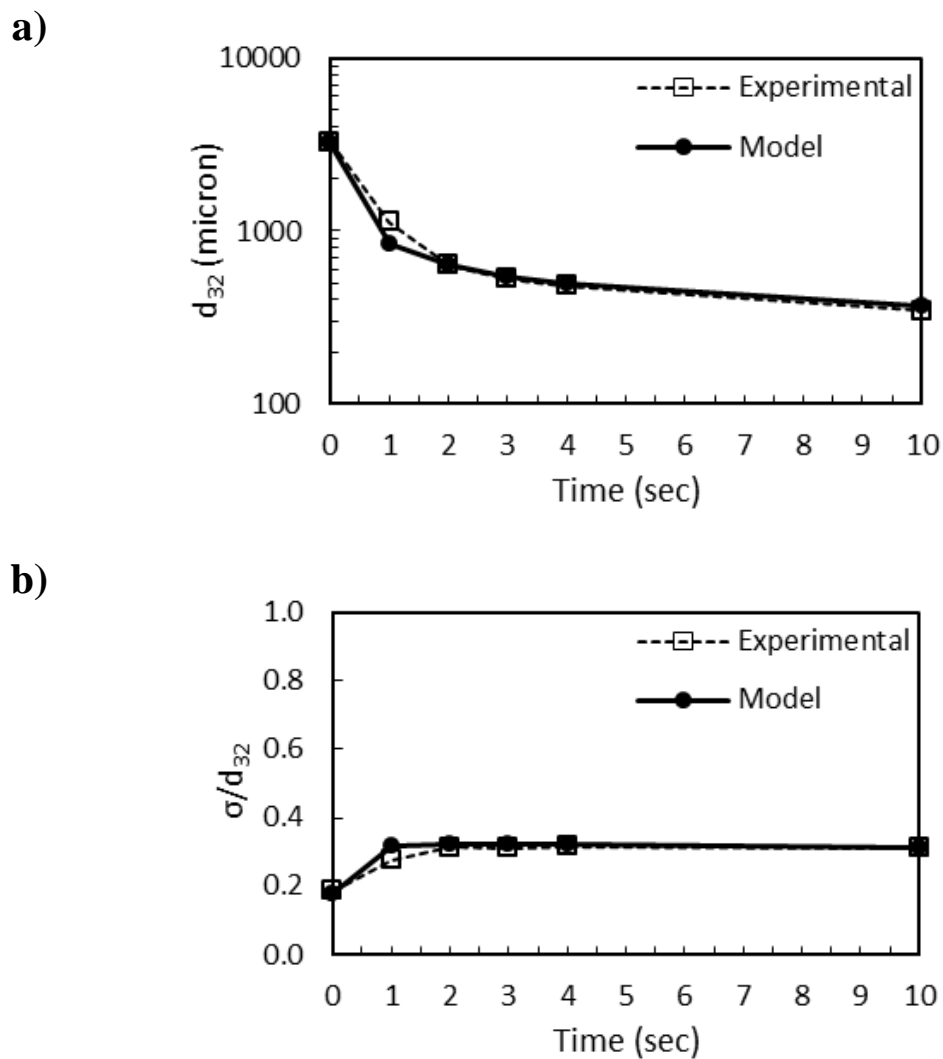 a)
10000
1000
100
d32 (micron)
Experimental
Model
0 1 2 3 4 5 6 7 8 9 10
Time (sec)
b)
1.0
0.8
0.6
0.4
0.2
0.0
σ/d32
Experimental
Model
0 1 2 3 4 5 6 7 8 9 10
Time (sec)